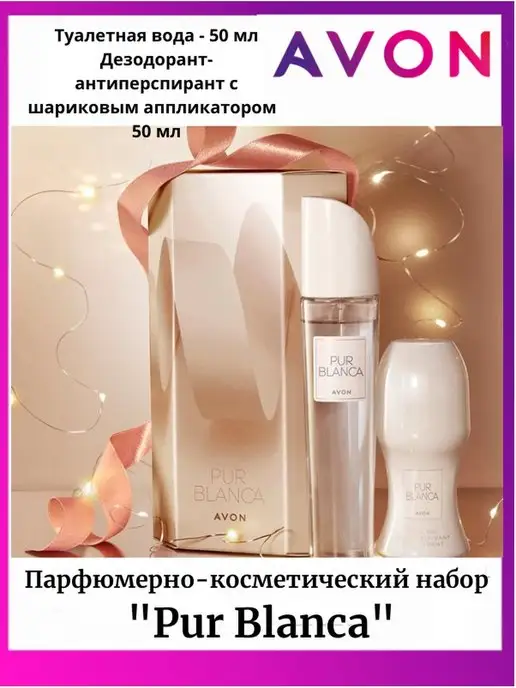 Туалетная вода - 50 мл
Дезодорант-
антиперспирант с
шариковым аппликатором
50 мл
AVON
PUR
BLANCA
AVON
PUR
BLANCA
AVON
PUR
BLANCA
AVON
Парфюмерно-косметический набор
"Pur Blanca"